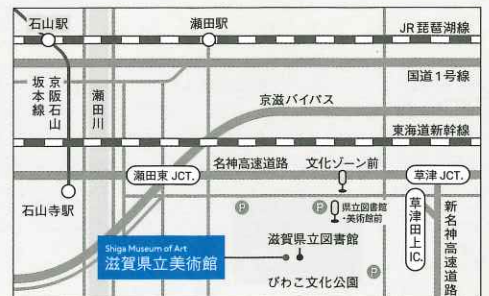 石山駅
瀬田駅
JR琵琶湖線
国道1号線
京阪石山
坂本線
瀬田川
京滋バイパス
東海道新幹線
名神高速道路
文化ゾーン前
瀬田東 JCT.
草津 JCT.
石山寺駅
P
P
県立図書館
・美術館前
草津田上IC.
新名神高速道路
Shiga Museum of Art
滋賀県立美術館
滋賀県立図書館
びわこ文化公園
P